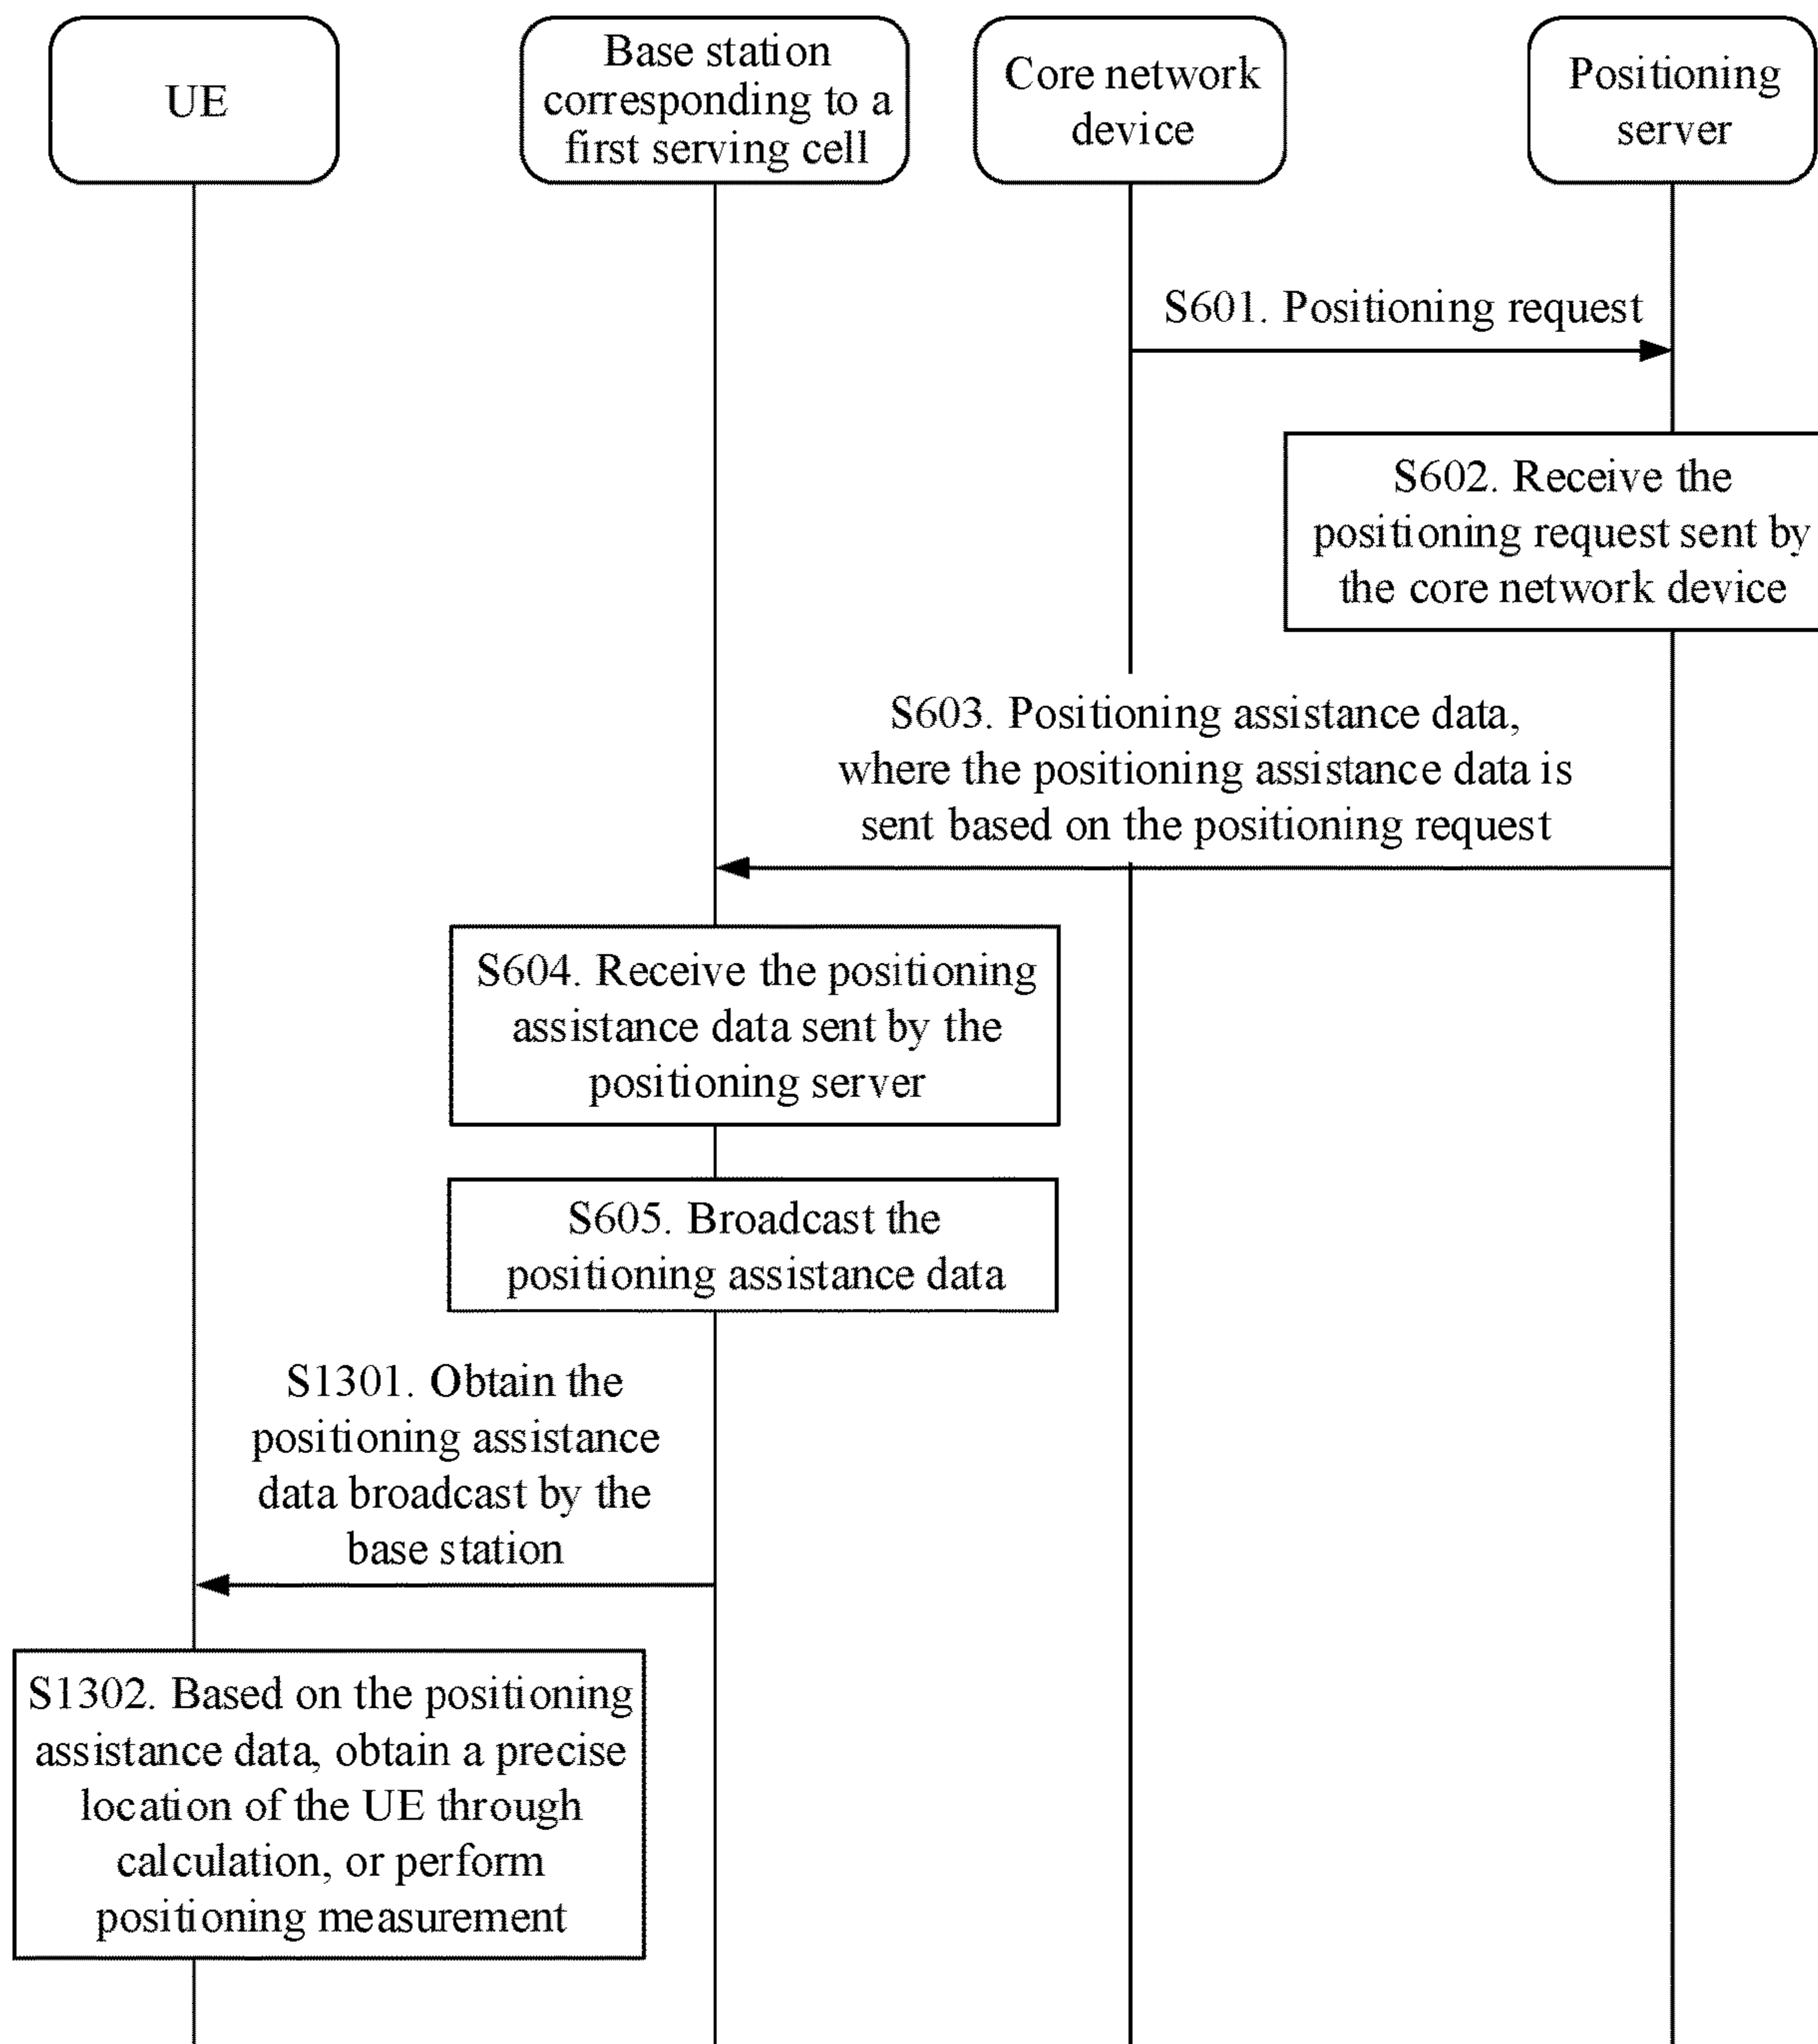 UE
Base station
corresponding to a
first serving cell
Core network
device
Positioning
server
S601. Positioning request
S602. Receive the
positioning request sent by
the core network device
S603. Positioning assistance data,
where the positioning assistance data is
sent based on the positioning request
S604. Receive the positioning
assistance data sent by the
positioning server
S605. Broadcast the
positioning assistance data
S1301. Obtain the
positioning assistance
data broadcast by the
base station
S1302. Based on the positioning
assistance data, obtain a precise
location of the UE through
calculation, or perform
positioning measurement